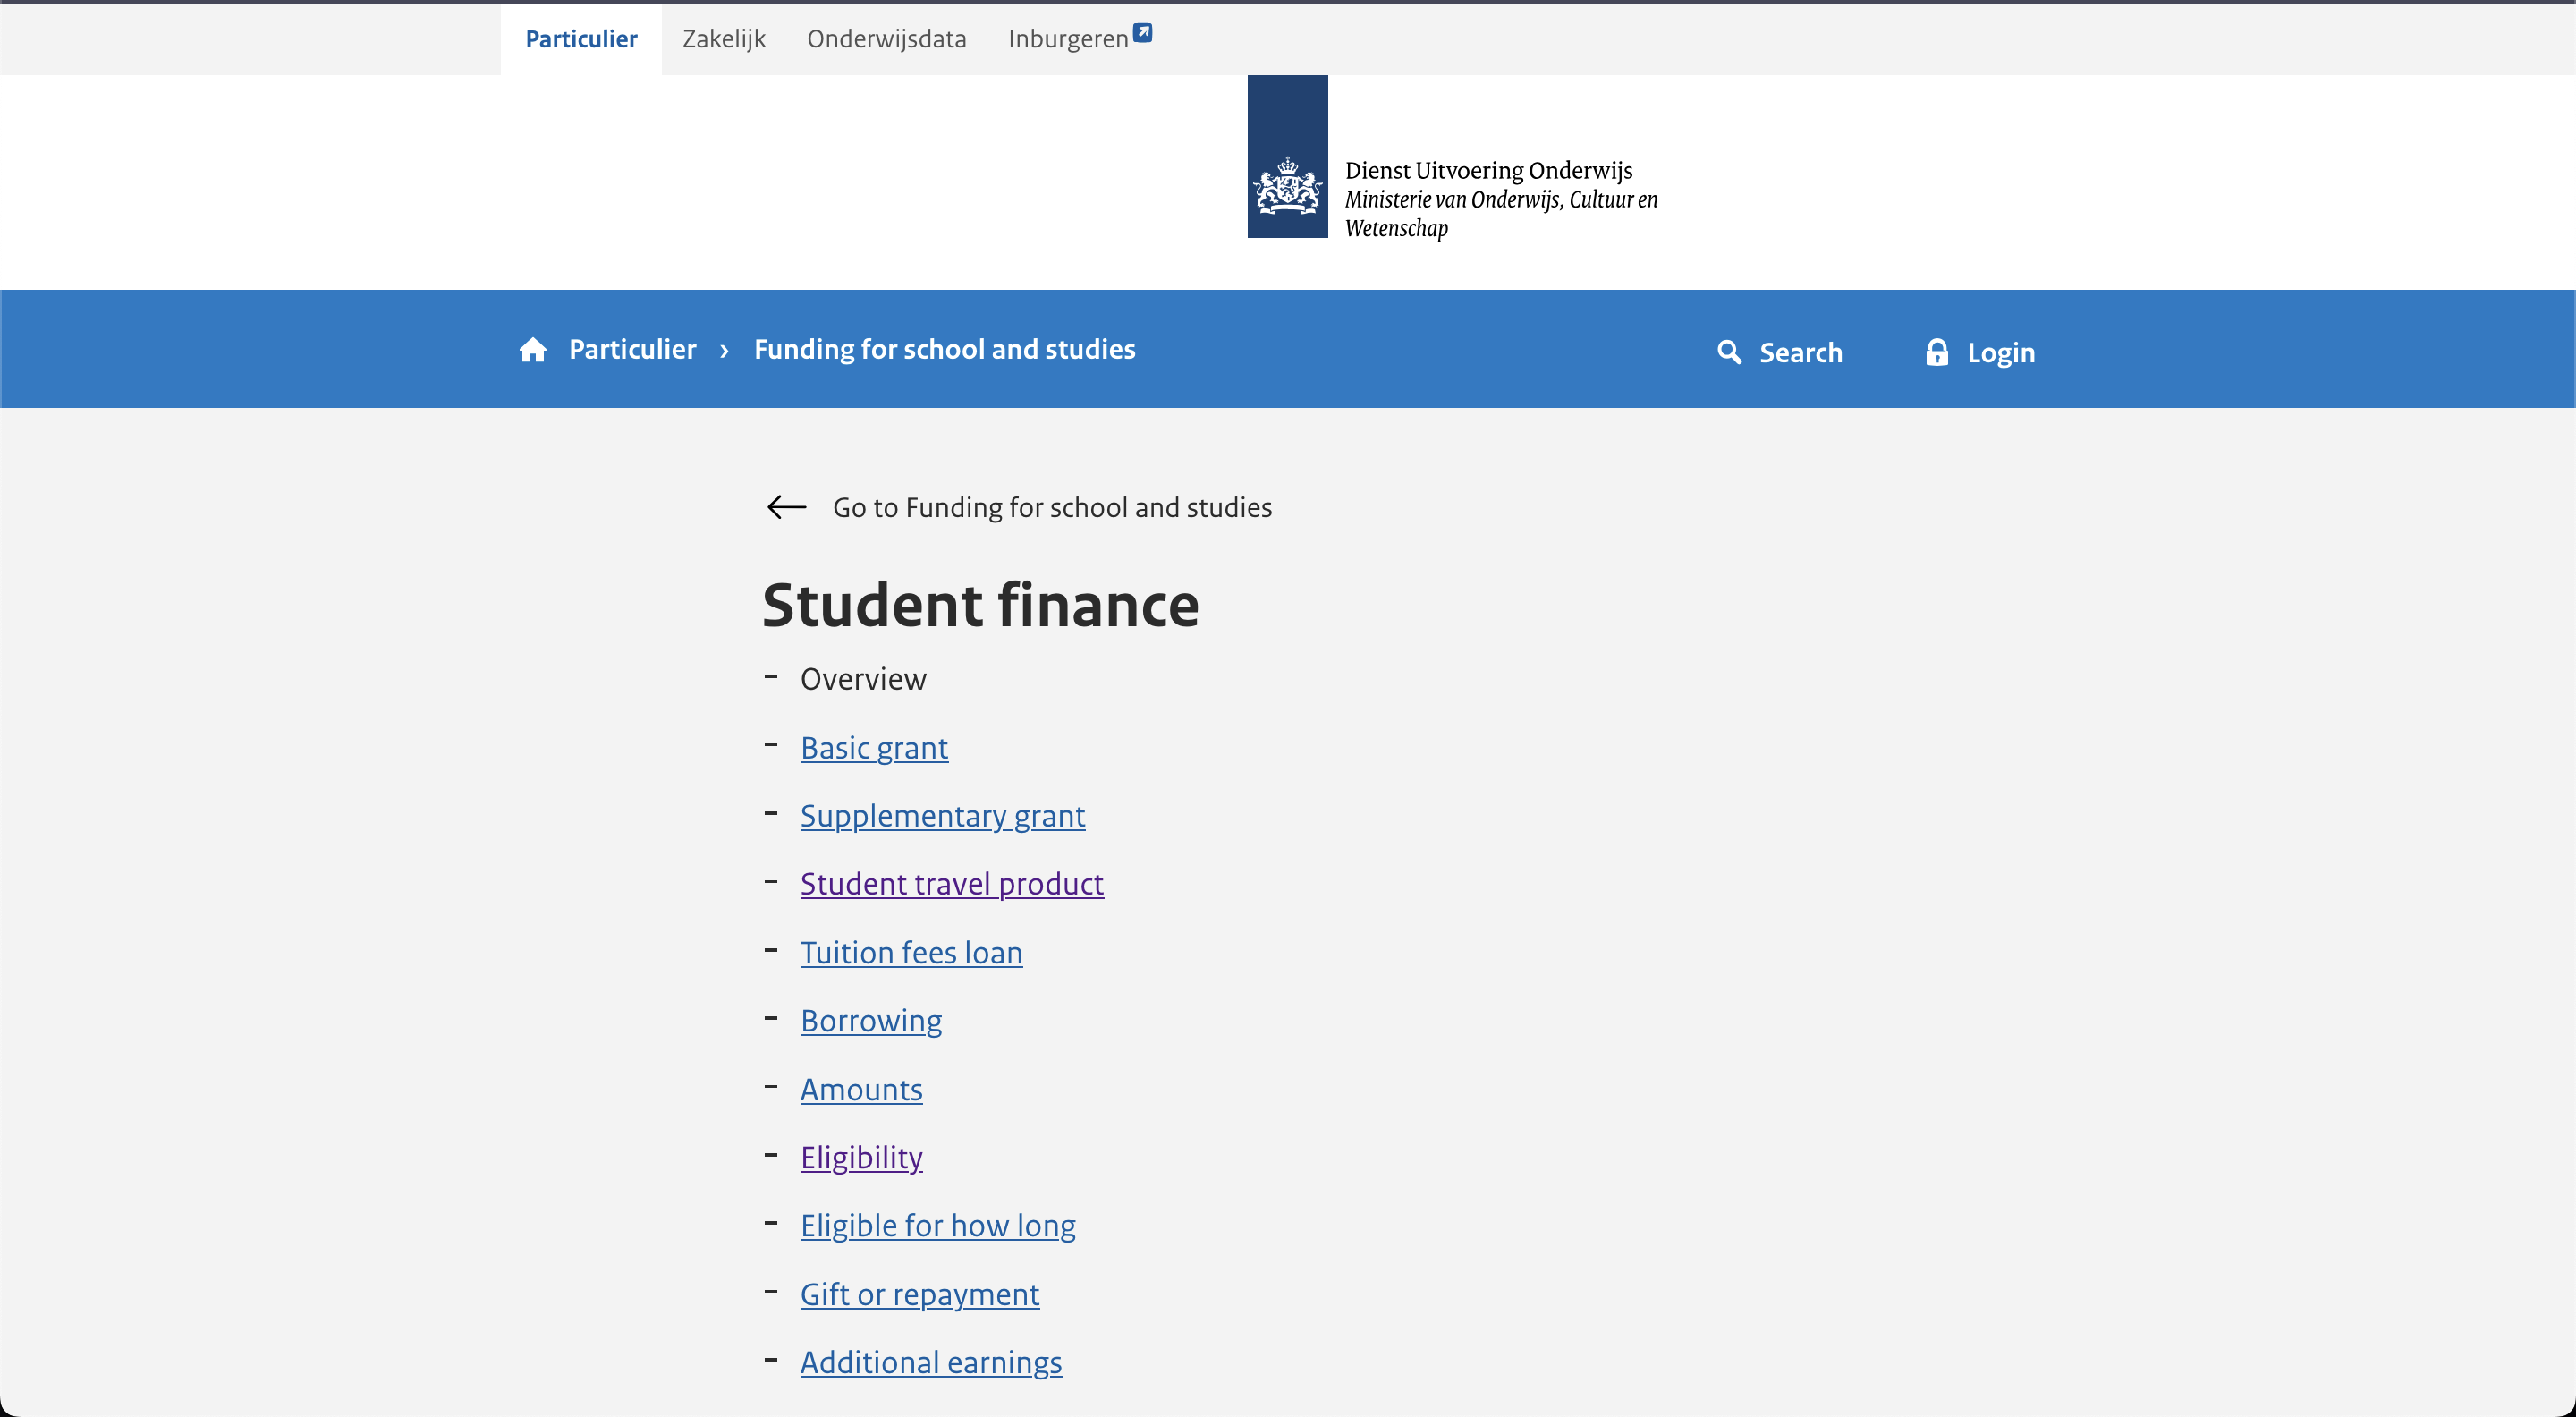 Particulier Zakelijk Onderwijsdata Inburgeren
Dienst Uitvoering Onderwijs
Ministerie van Onderwijs, Cultuur en
Wetenschap
Particulier › Funding for school and studies Search Login
Go to Funding for school and studies
Student finance
- Overview
- Basic grant
- Supplementary grant
- Student travel product
- Tuition fees loan
- Borrowing
- Amounts
- Eligibility
- Eligible for how long
- Gift or repayment
- Additional earnings